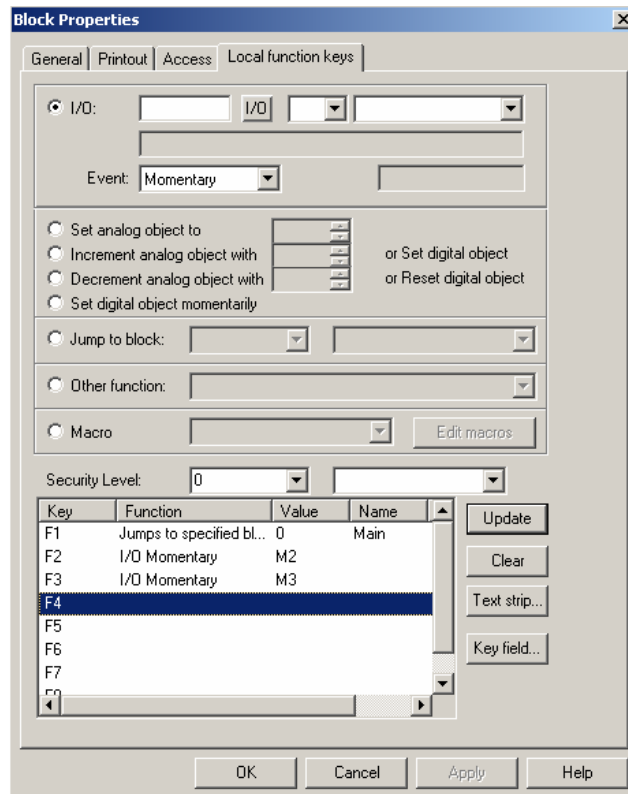 Block Properties
General Printout Access Local function keys
I/O: I/O
Event: Momentary
Set analog object to
Increment analog object with or Set digital object
Decrement analog object with or Reset digital object
Set digital object momentarily
Jump to block:
Other function:
Macro Edit macros
Security Level: 0
Key Function Value Name
Update
F1 Jumps to specified bl... 0 Main
F2 I/O Momentary M2
Clear
F3 I/O Momentary M3
F4
Text strip...
F5
F6
Key field...
F7
OK Cancel Apply Help